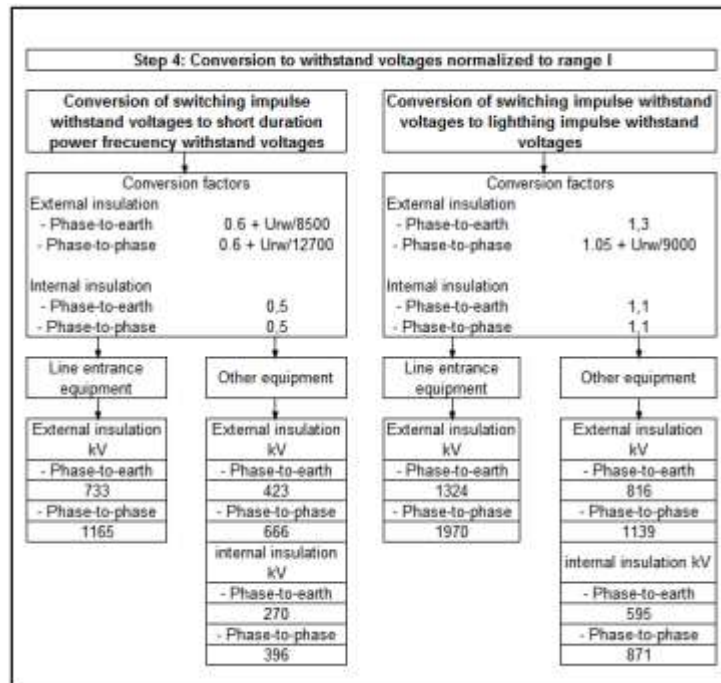 Step 4: Conversion to withstand voltages normalized to range I
Conversion of switching impulse
withstand voltages to short duration
power frecuency withstand voltages
Conversion factors
External insulation
- Phase-to-earth 0.6 + Urw/8500
- Phase-to-phase 0.6 + Urw/12700
Internal insulation
- Phase-to-earth 0,5
- Phase-to-phase 0,5
Line entrance
equipment
External insulation
kV
- Phase-to-earth
733
- Phase-to-phase
1165
Other equipment
External insulation
kV
- Phase-to-earth
423
- Phase-to-phase
666
internal insulation
kV
- Phase-to-earth
270
- Phase-to-phase
396
Conversion of switching impulse withstand
voltages to lighthing impulse withstand
voltages
Conversion factors
External insulation
- Phase-to-earth 1,3
- Phase-to-phase 1.05 + Urw/9000
Internal insulation
- Phase-to-earth 1,1
- Phase-to-phase 1,1
Line entrance
equipment
External insulation
kV
- Phase-to-earth
1324
- Phase-to-phase
1970
Other equipment
External insulation
kV
- Phase-to-earth
816
- Phase-to-phase
1139
internal insulation kV
- Phase-to-earth
595
- Phase-to-phase
871